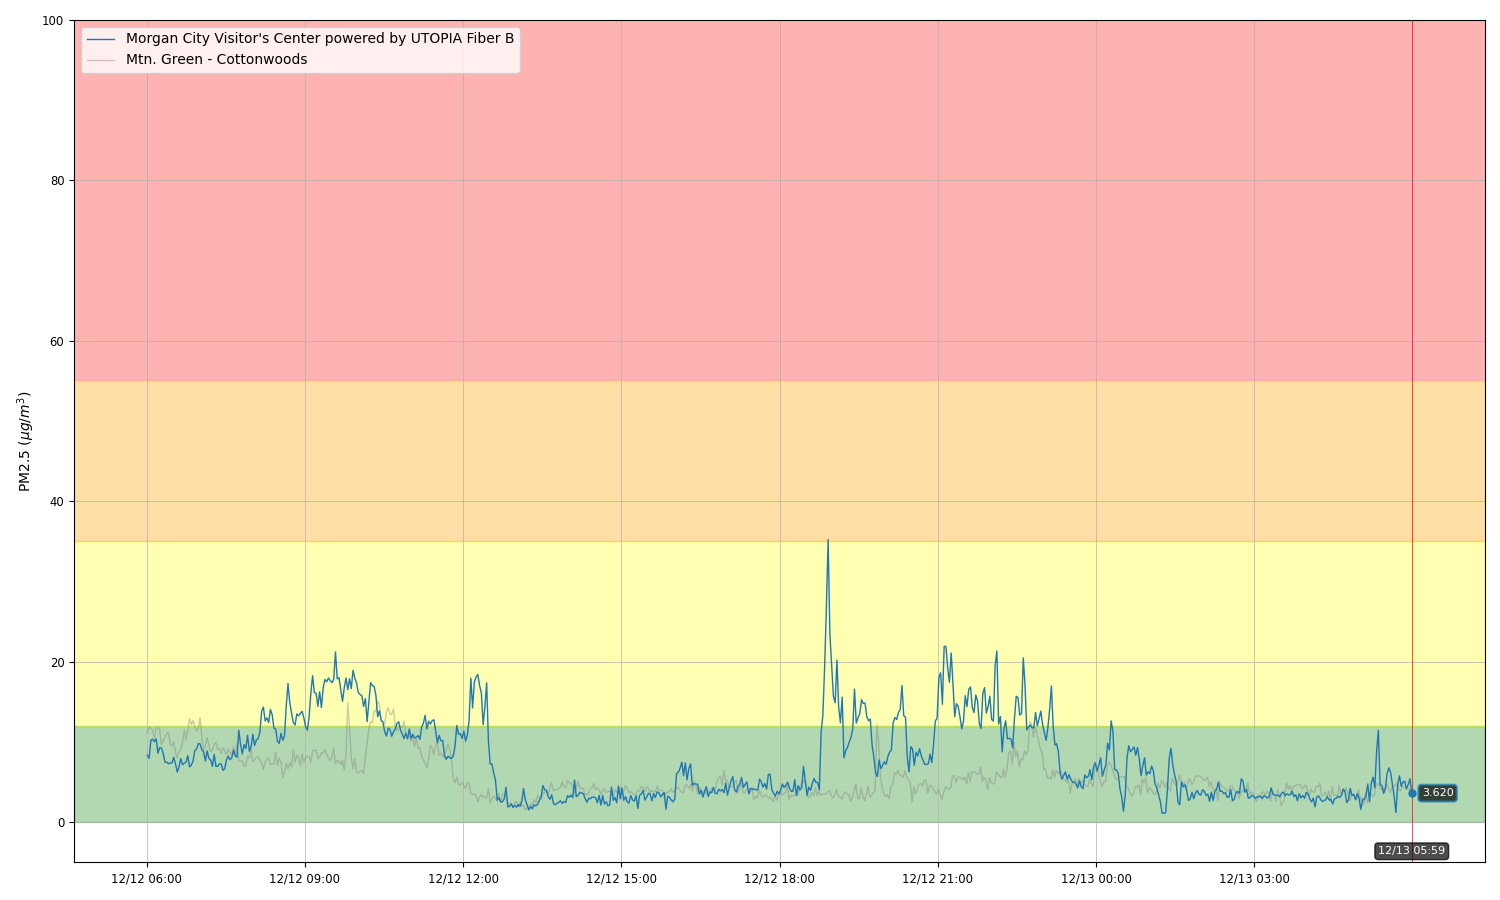 100
Morgan City Visitor's Center powered by UTOPIA Fiber B
Mtn. Green - Cottonwoods
80
60
PM2.5 (μg/m³)
40
20
3.620
0
12/13 05:59
12/12 06:00 12/12 09:00 12/12 12:00 12/12 15:00 12/12 18:00 12/12 21:00 12/13 00:00 12/13 03:00